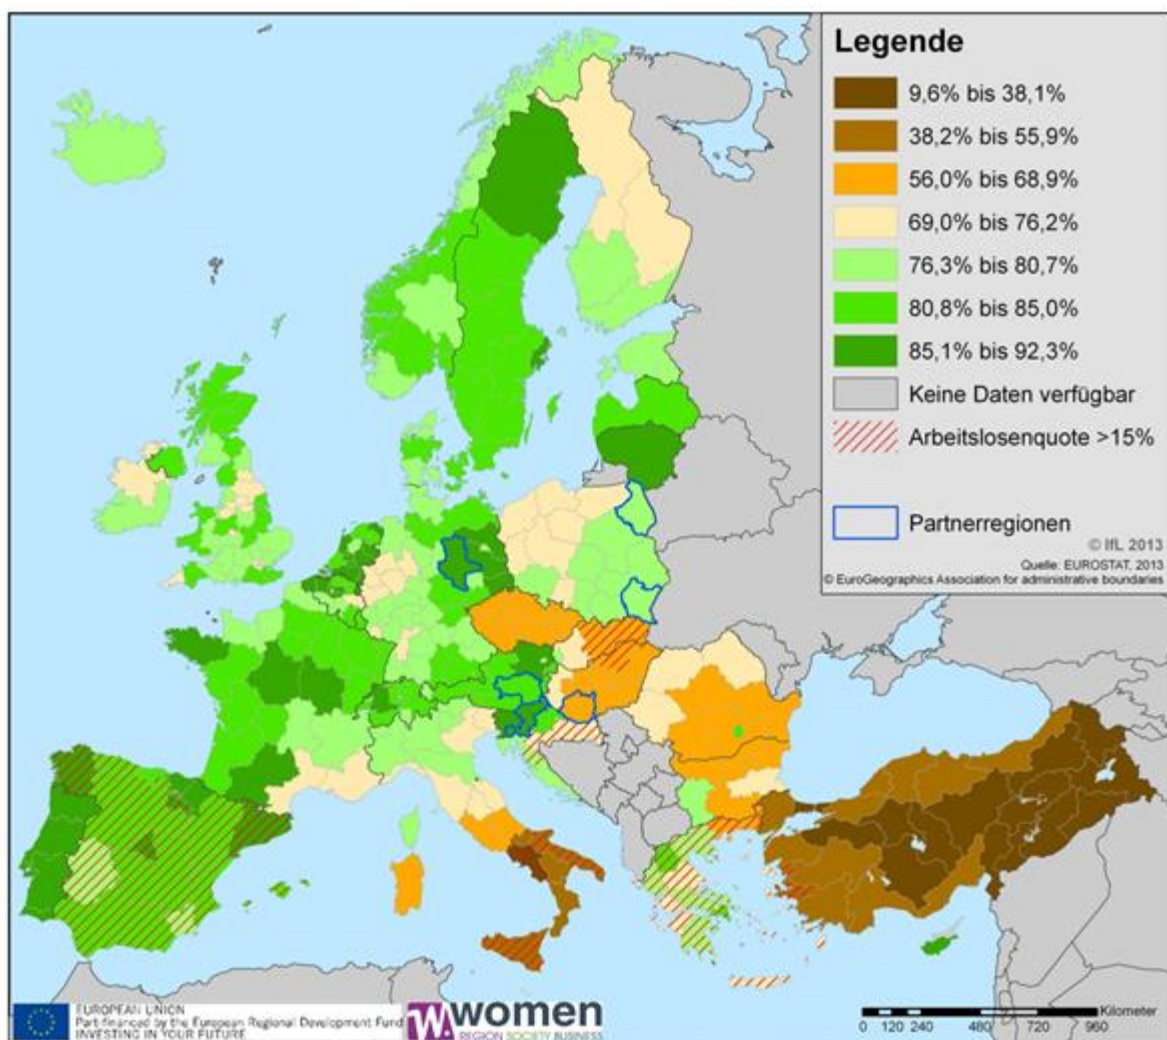 Legende
9,6% bis 38,1%
38,2% bis 55,9%
56,0% bis 68,9%
69,0% bis 76,2%
76,3% bis 80,7%
80,8% bis 85,0%
85,1% bis 92,3%
Keine Daten verfügbar
Arbeitslosenquote >15%
Partnerregionen
© IfL 2013
Quelle: EUROSTAT, 2013
© EuroGeographics Association for administrative boundaries
EUROPEAN UNION
Part-financed by the European Regional Development Fund
INVESTING IN YOUR FUTURE
W. women
REGION SOCIETY BUSINESS
Kilometer
0 120 240 480 720 960